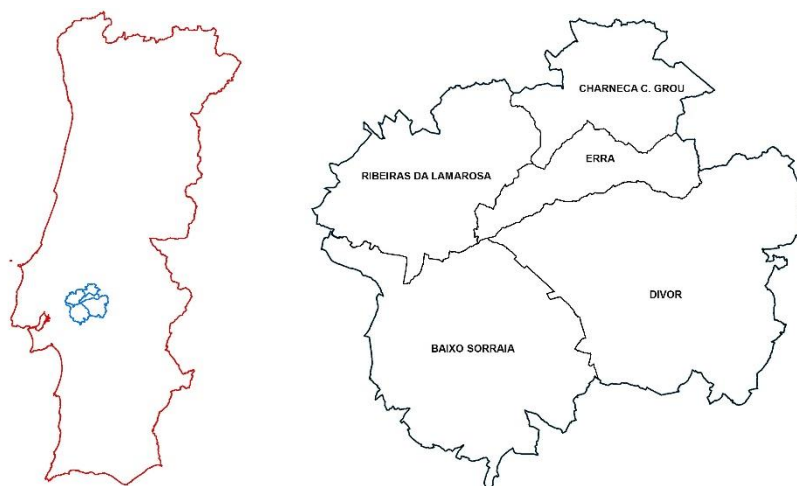 CHARNECA C. GROU
ERRA
RIBEIRAS DA LAMAROSA
DIVOR
BAIXO SORRAIA